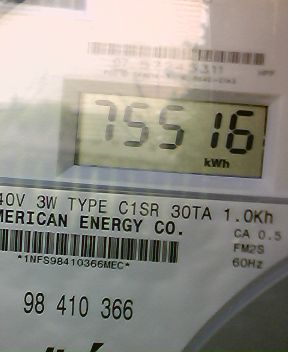 75516
kWh
40V 3W TYPE C1SR 30TA 1.0Kh
MERICAN ENERGY CO.
CA 0.5
FM2S
60Hz
*1NFS98410366MEC*
98 410 366